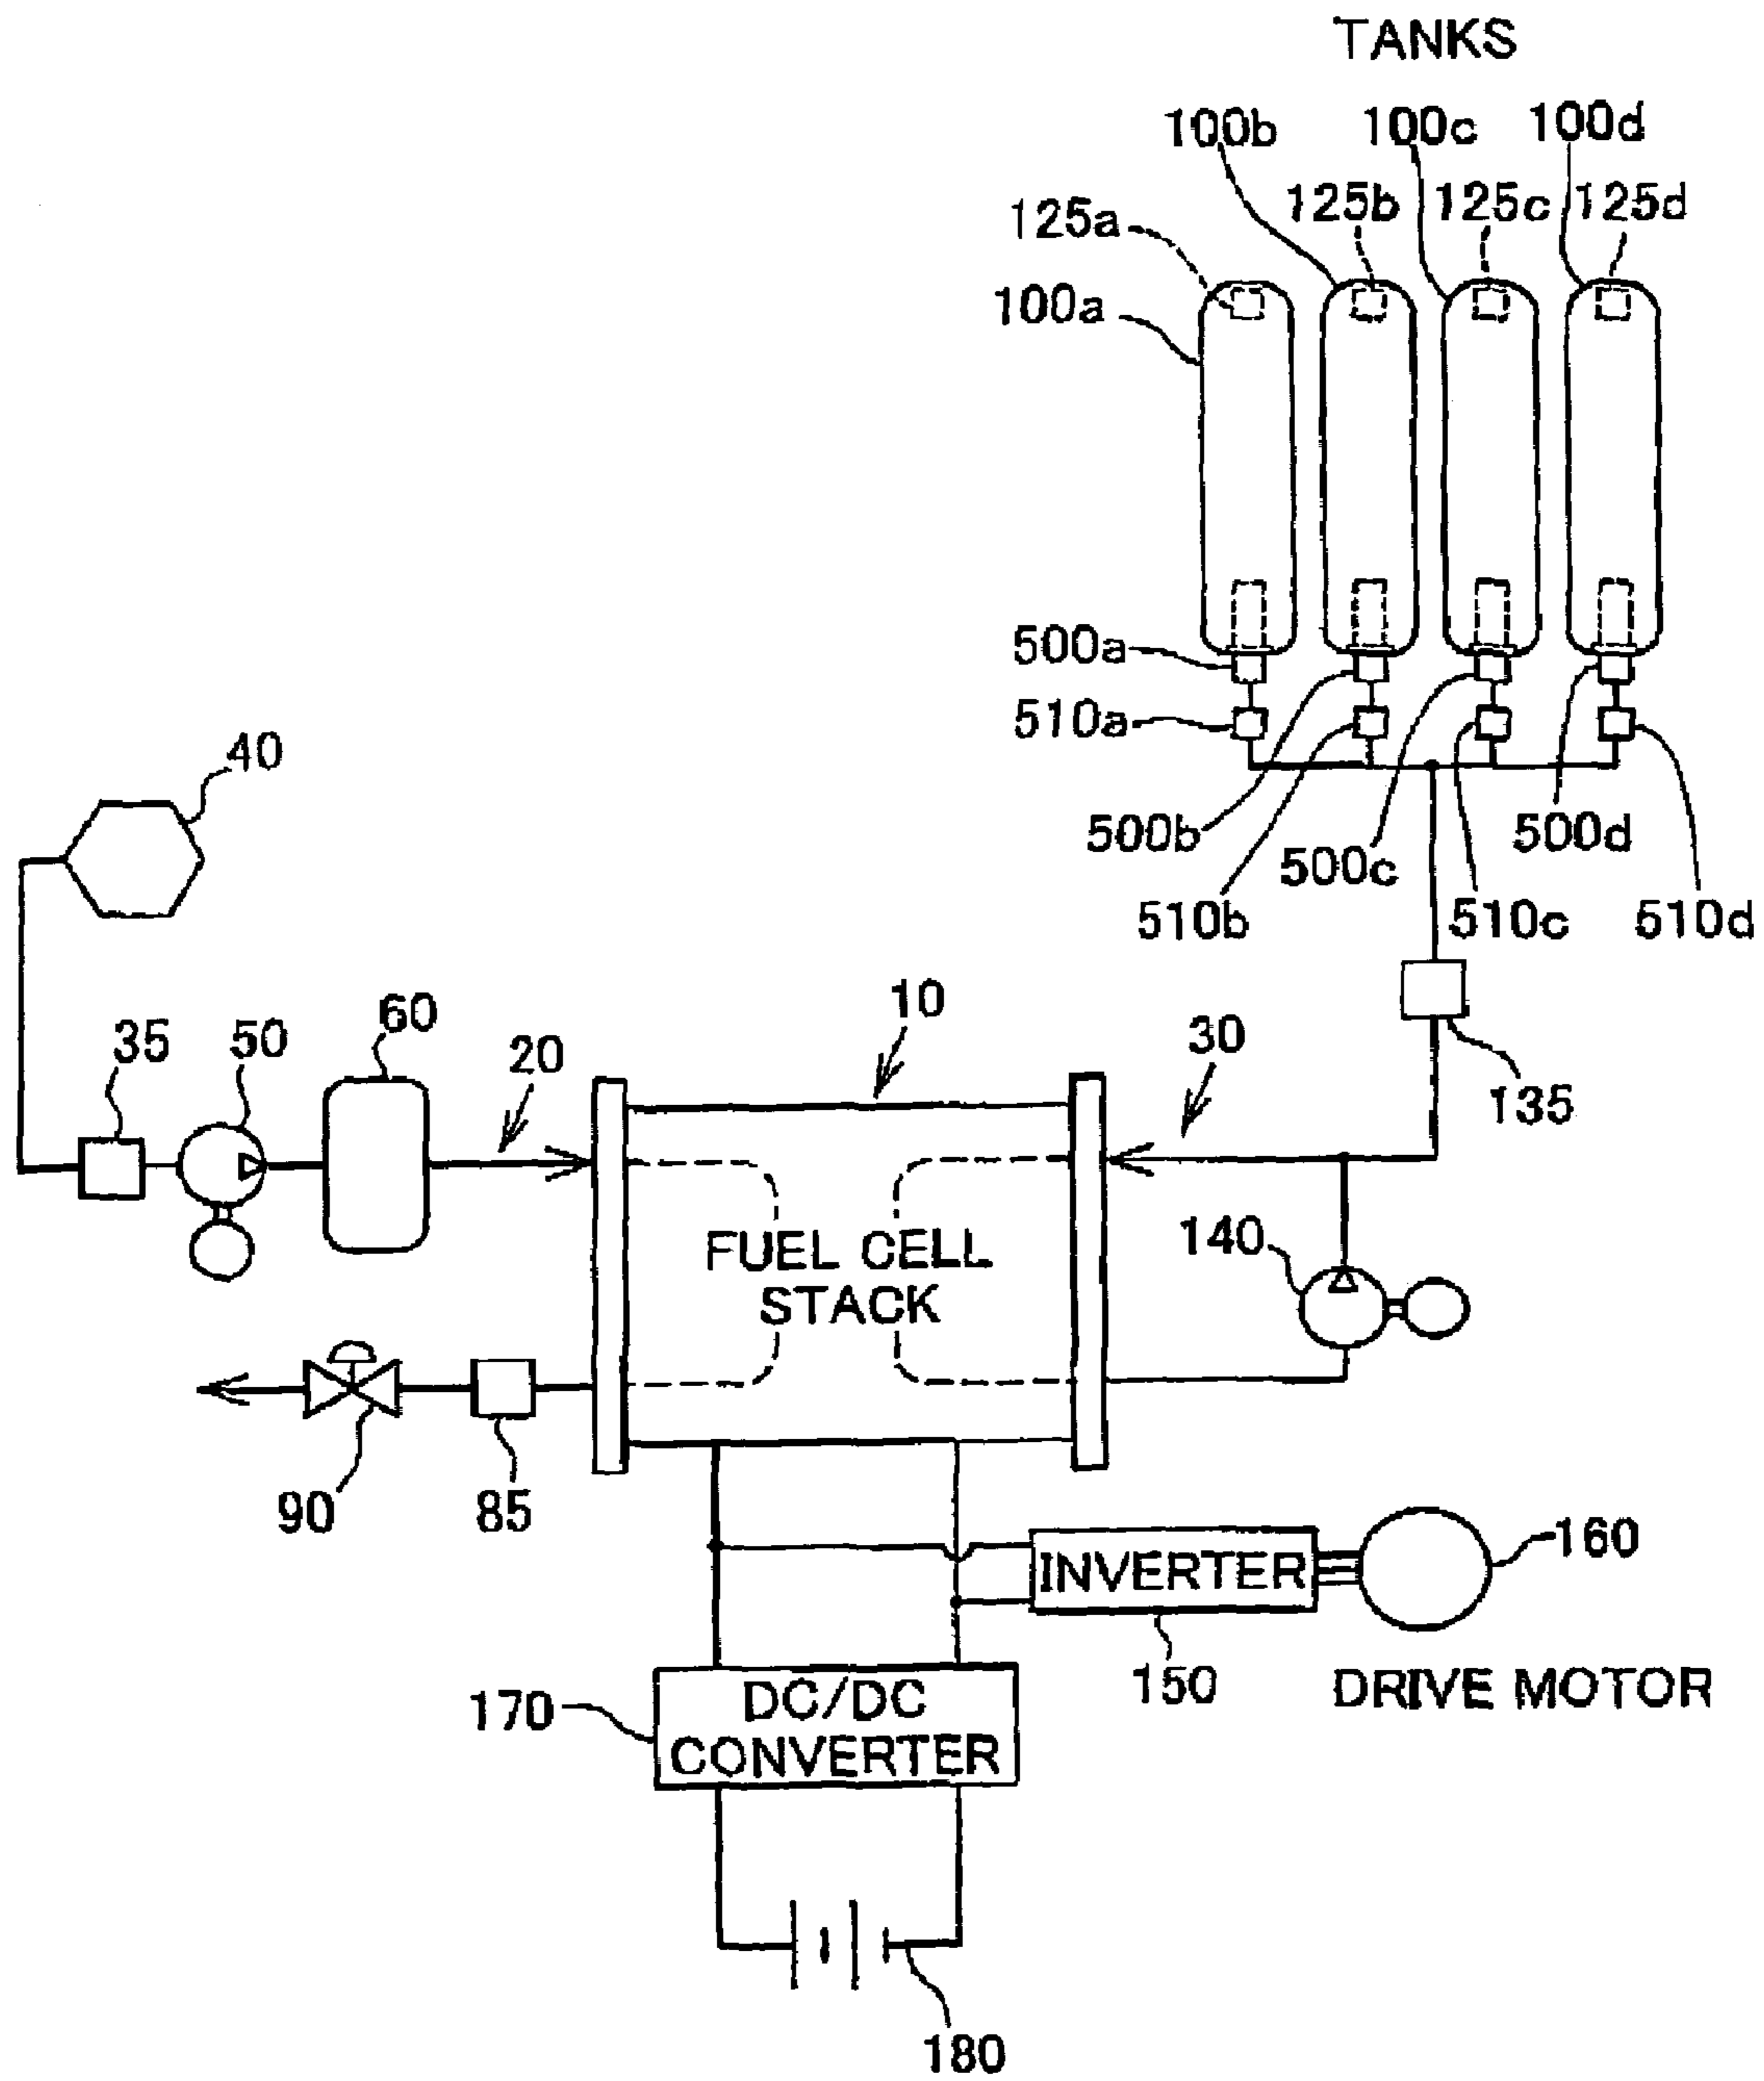 TANKS
100b 100c 100d
125a 125b 125c 125d
100a
500a
510a
40
500b 500c 500d
510b 510c 510d
10
60
35 50 20 30
135
FUEL CELL
STACK
140
90 85
INVERTER
160
150
DRIVE MOTOR
170
DC/DC
CONVERTER
180